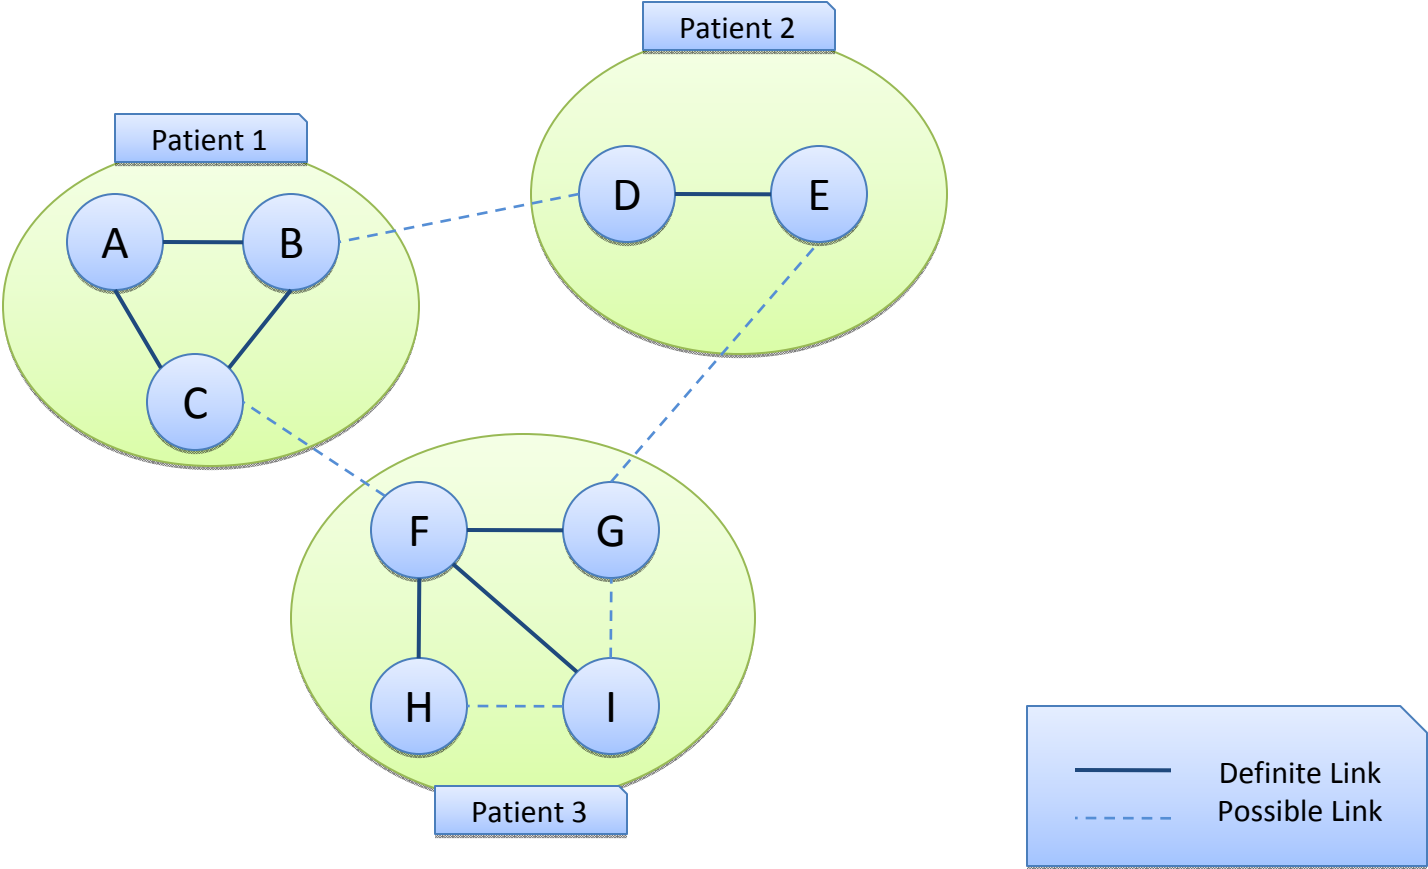 Patient 2
Patient 1
D
E
A
B
C
F
G
H
I
Patient 3
Definite Link
Possible Link